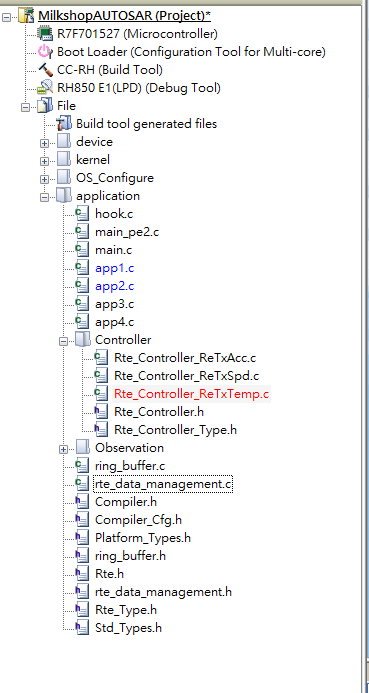 MilkshopAUTOSAR (Project)*
R7F701527 (Microcontroller)
Boot Loader (Configuration Tool for Multi-core)
CC-RH (Build Tool)
RH850 E1(LPD) (Debug Tool)
File
Build tool generated files
device
kernel
OS_Configure
application
hook.c
main_pe2.c
main.c
app1.c
app2.c
app3.c
app4.c
Controller
Rte_Controller_ReTxAcc.c
Rte_Controller_ReTxSpd.c
Rte_Controller_ReTxTemp.c
Rte_Controller.h
Rte_Controller_Type.h
Observation
ring_buffer.c
rte_data_management.c
Compiler.h
Compiler_Cfg.h
Platform_Types.h
ring_buffer.h
Rte.h
rte_data_management.h
Rte_Type.h
Std_Types.h